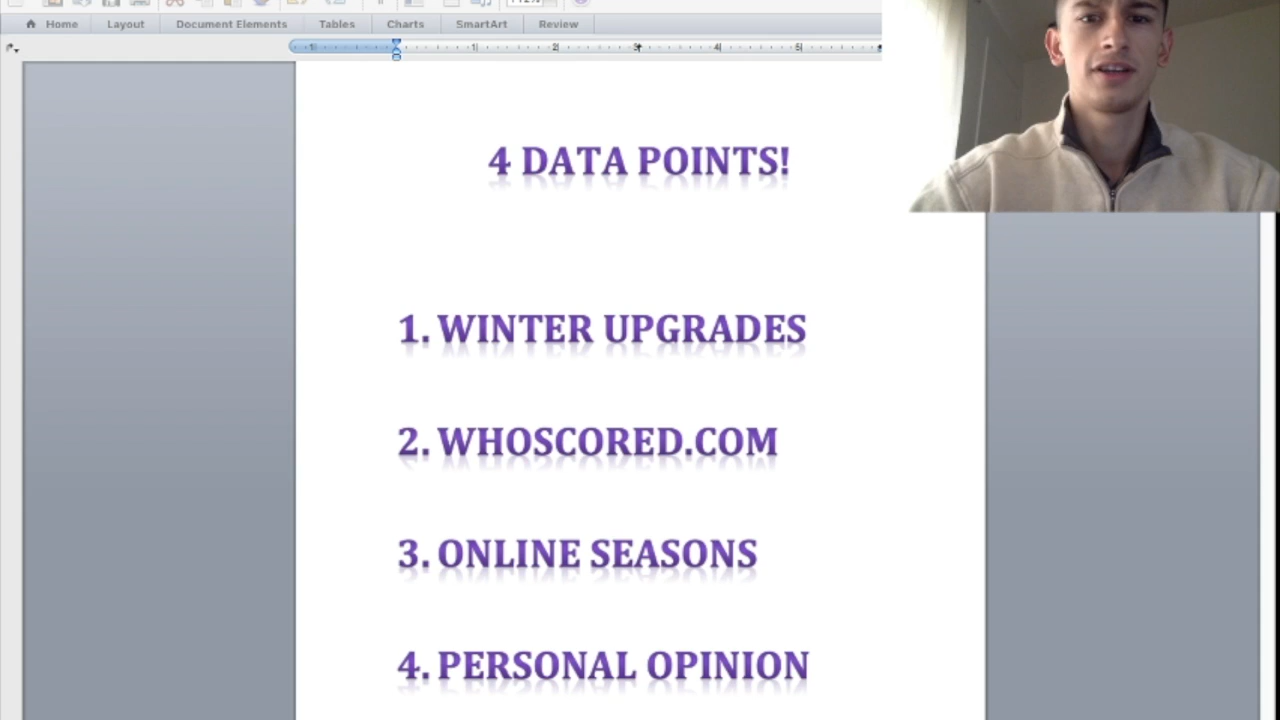 Home Layout Document Elements Tables Charts SmartArt Review
4 DATA POINTS!
1. WINTER UPGRADES
2. WHOSCORED.COM
3. ONLINE SEASONS
4. PERSONAL OPINION